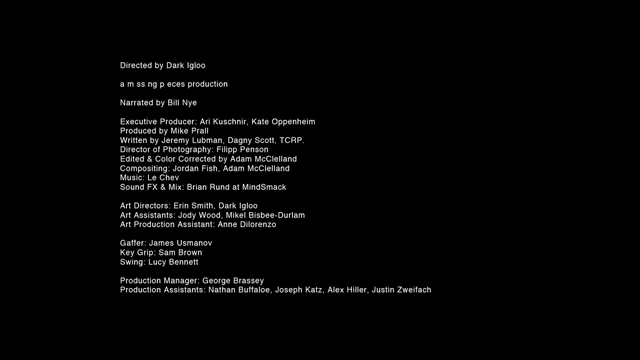 Directed by Dark Igloo
a m ss ng p eces production
Narrated by Bill Nye
Executive Producer: Ari Kuschnir, Kate Oppenheim
Produced by Mike Prall
Written by Jeremy Lubman, Dagny Scott, TCRP.
Director of Photography: Filipp Penson
Edited & Color Corrected by Adam McClelland
Compositing: Jordan Fish, Adam McClelland
Music: Le Chev
Sound FX & Mix: Brian Rund at MindSmack
Art Directors: Erin Smith, Dark Igloo
Art Assistants: Jody Wood, Mikel Bisbee-Durlam
Art Production Assistant: Anne DiIorenzo
Gaffer: James Usmanov
Key Grip: Sam Brown
Swing: Lucy Bennett
Production Manager: George Brassey
Production Assistants: Nathan Buffaloe, Joseph Katz, Alex Hiller, Justin Zweifach